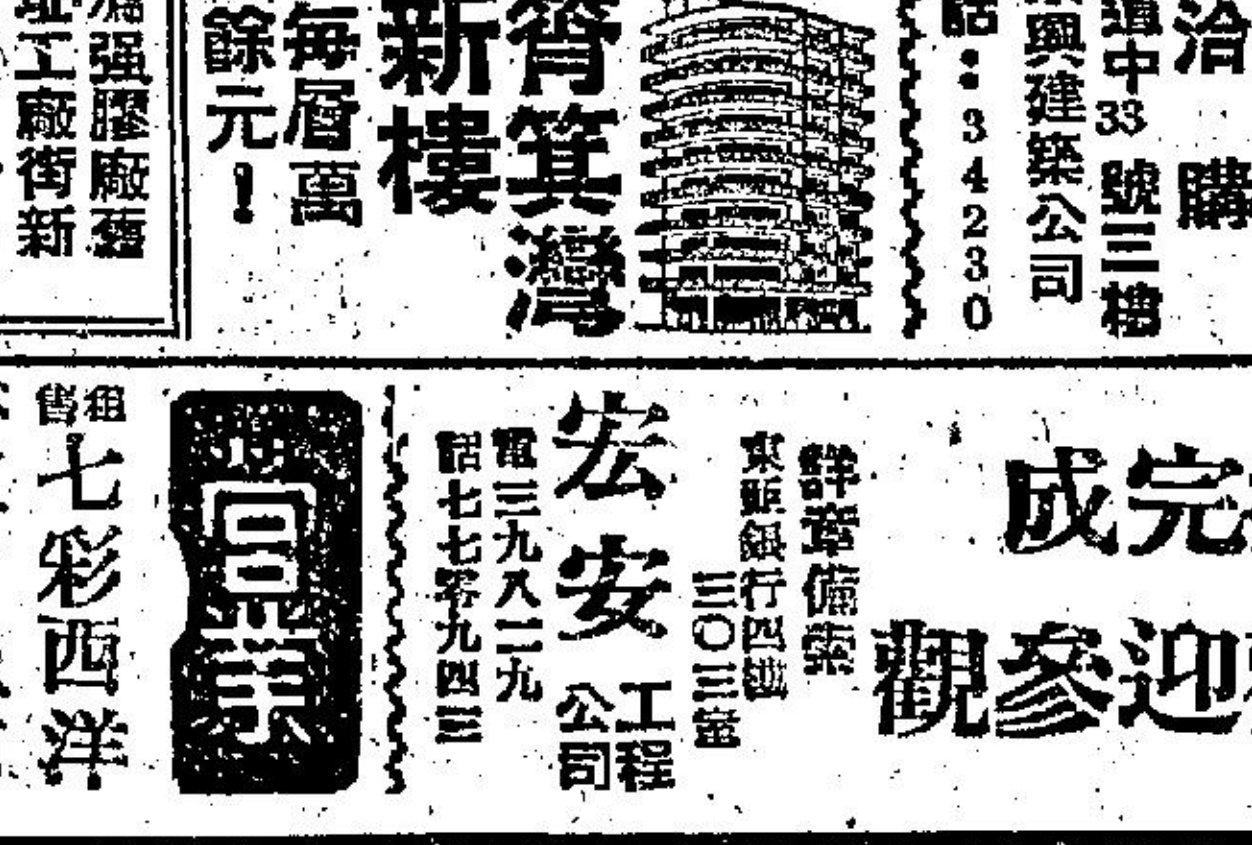 洽購
道中33號三樓
興建築公司
話：34230
筲箕灣
新樓
每層萬
餘元！
强膠廠舊
址工廠街新
完成
迎參觀
詳章備索
東亞銀行四樓
三〇三室
宏安
工程
公司
電三九八二九
話七七零九四三
昌業
租
售
七彩西洋